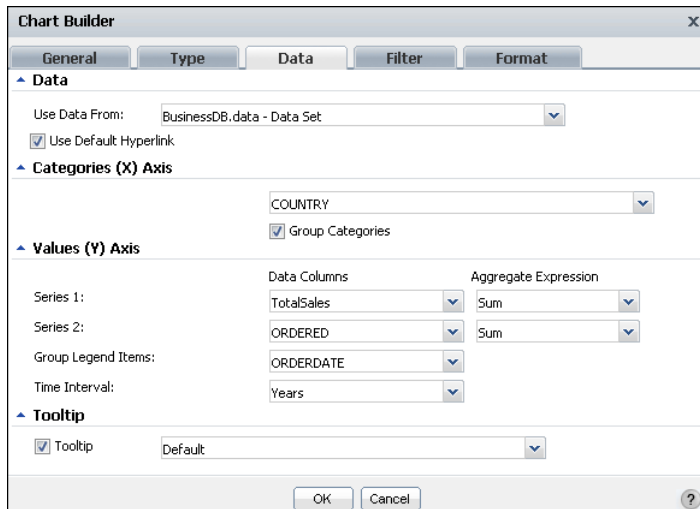 Chart Builder x
General Type Data Filter Format
Data
Use Data From: BusinessDB.data - Data Set
Use Default Hyperlink
Categories (X) Axis
COUNTRY
Group Categories
Values (Y) Axis
Data Columns Aggregate Expression
Series 1: TotalSales Sum
Series 2: ORDERED Sum
Group Legend Items: ORDERDATE
Time Interval: Years
Tooltip
Tooltip Default
OK Cancel ?